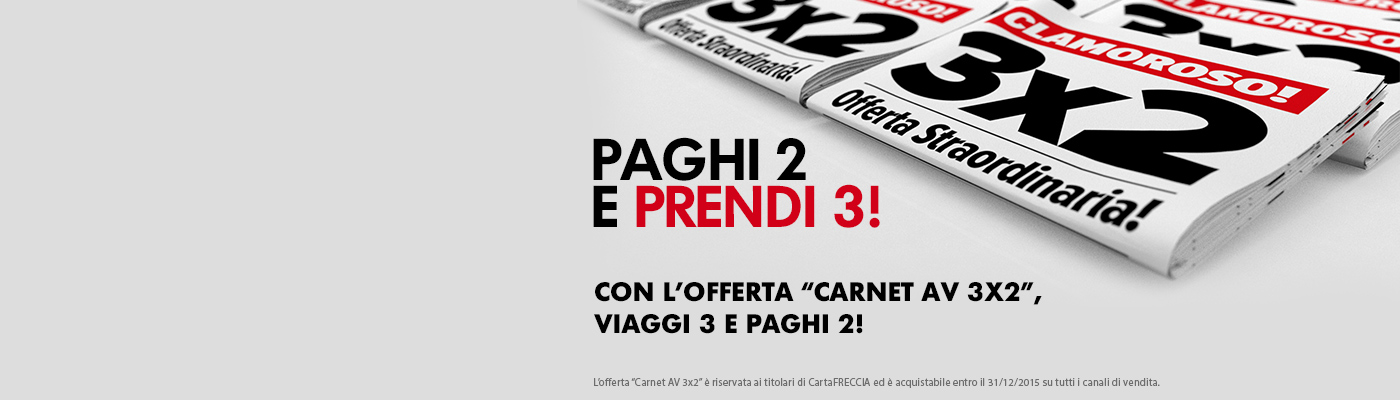 CLAMOROSO!
3x2
Offerta Straordinaria!
3x2
Offerta Straordinaria!
PAGHI 2
E PRENDI 3!
CON L'OFFERTA “CARNET AV 3X2”,
VIAGGI 3 E PAGHI 2!
L'offerta “Carnet AV 3x2” è riservata ai titolari di CartaFRECCIA ed è acquistabile entro il 31/12/2015 su tutti i canali di vendita.